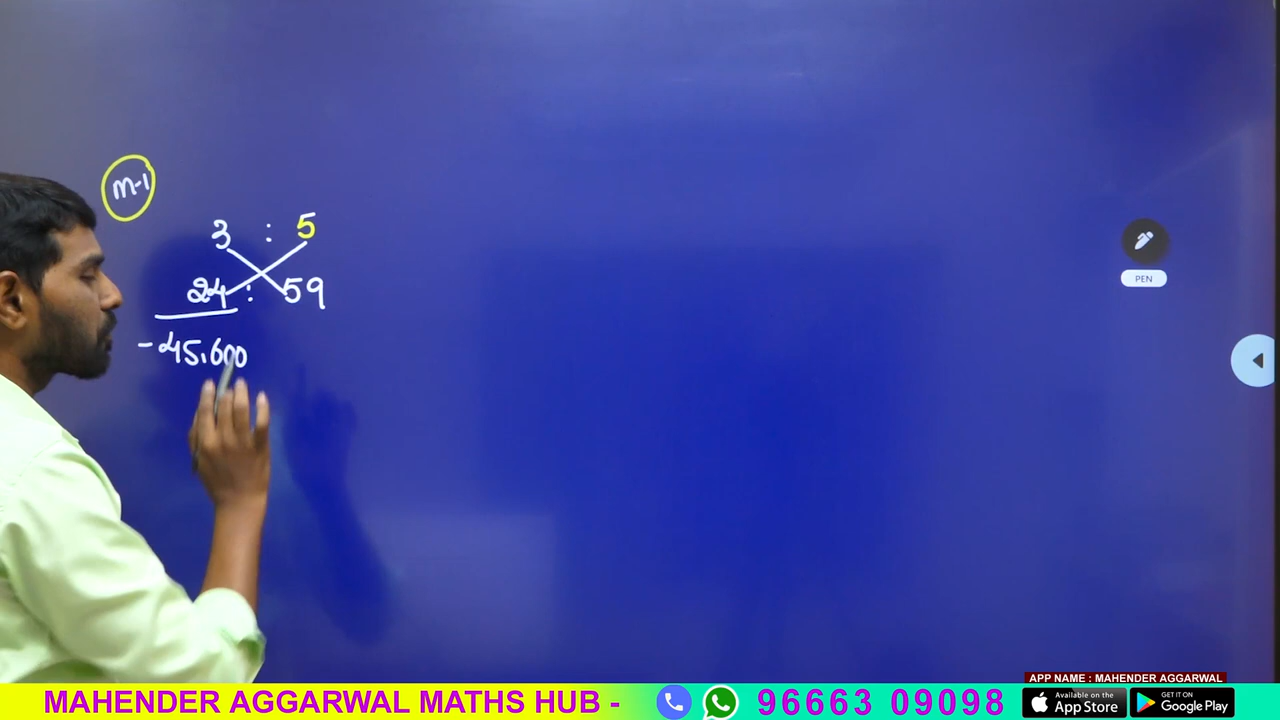 M-1
3 : 5
24 : 59
-45,600
PEN
APP NAME : MAHENDER AGGARWAL
MAHENDER AGGARWAL MATHS HUB - 96663 09098
Available on the App Store
GET IT ON Google Play